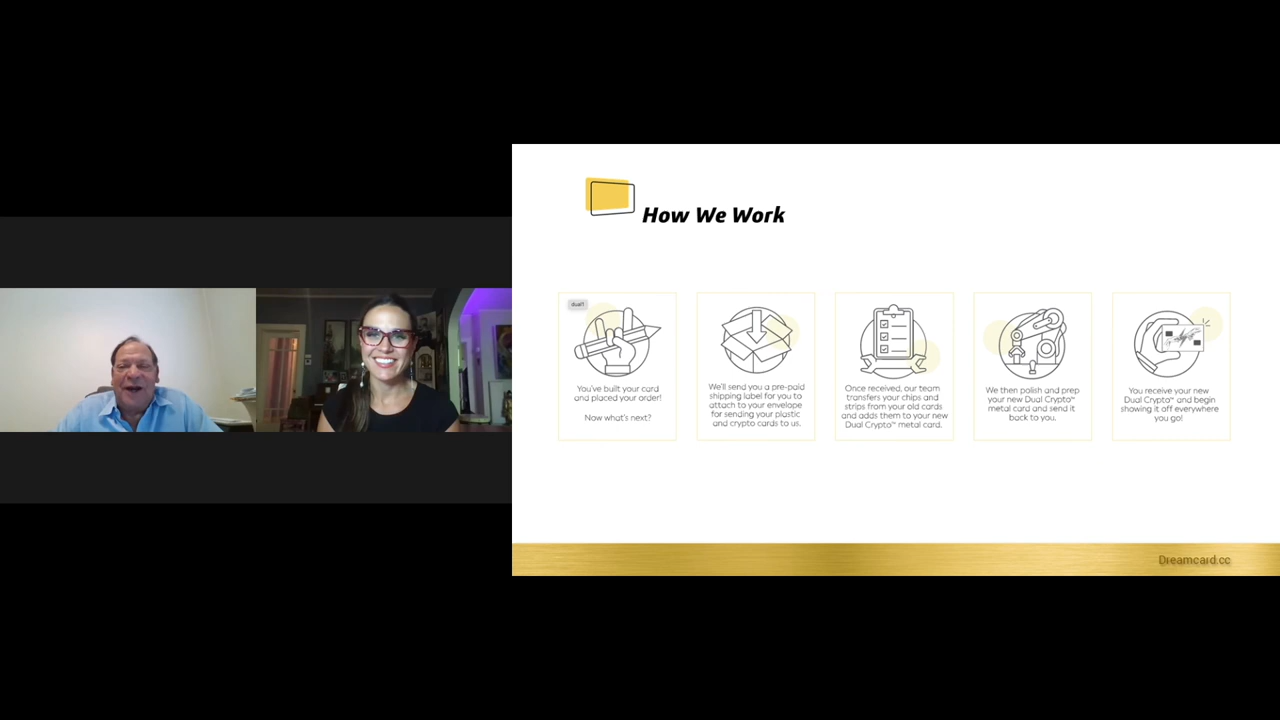 How We Work
dual1
You've built your card
and placed your order!
Now what's next?
We'll send you a pre-paid
shipping label for you to
attach to your envelope
for sending your plastic
and crypto cards to us.
Once received, our team
transfers your chips and
strips from your old cards
and adds them to your new
Dual Crypto™ metal card.
We then polish and prep
your new Dual Crypto™
metal card and send it
back to you.
You receive your new
Dual Crypto™ and begin
showing it off everywhere
you go!
Dreamcard.cc